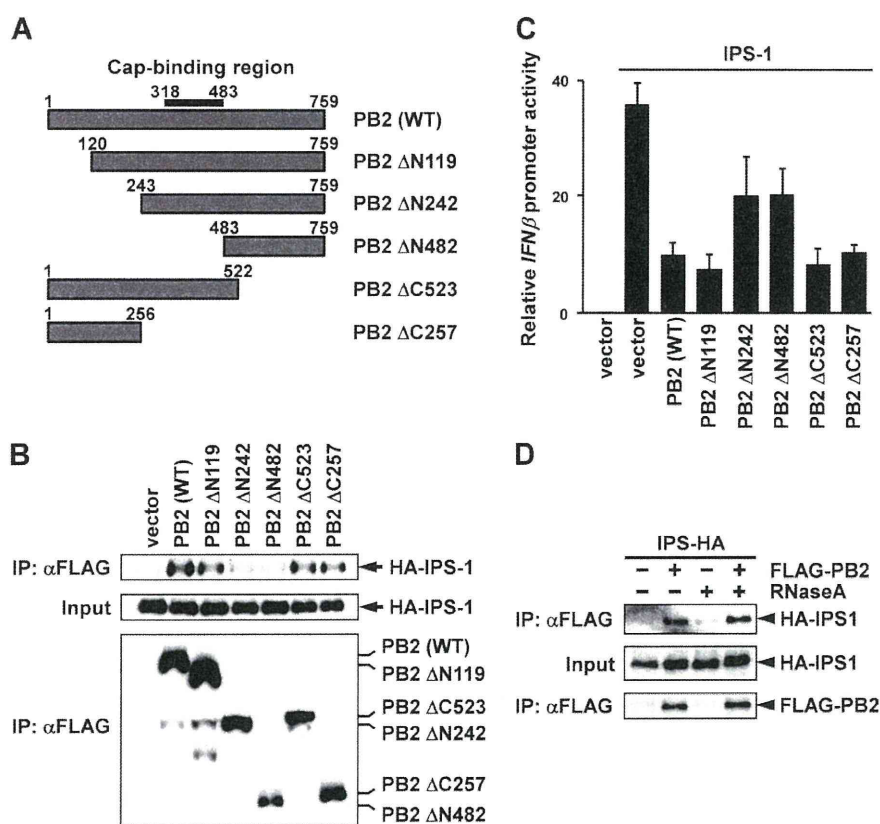 A
Cap-binding region
1 318 483 759
PB2 (WT)
120 759
PB2 ΔN119
243 759
PB2 ΔN242
483 759
PB2 ΔN482
1 522
PB2 ΔC523
1 256
PB2 ΔC257
B
vector
PB2 (WT)
PB2 ΔN119
PB2 ΔN242
PB2 ΔN482
PB2 ΔC523
PB2 ΔC257
IP: αFLAG
HA-IPS-1
Input
HA-IPS-1
IP: αFLAG
PB2 (WT)
PB2 ΔN119
PB2 ΔC523
PB2 ΔN242
PB2 ΔC257
PB2 ΔN482
C
IPS-1
Relative IFNβ promoter activity
40
20
0
vector
vector
PB2 (WT)
PB2 ΔN119
PB2 ΔN242
PB2 ΔN482
PB2 ΔC523
PB2 ΔC257
D
IPS-HA
− + − + FLAG-PB2
− − + + RNaseA
IP: αFLAG
HA-IPS1
Input
HA-IPS1
IP: αFLAG
FLAG-PB2